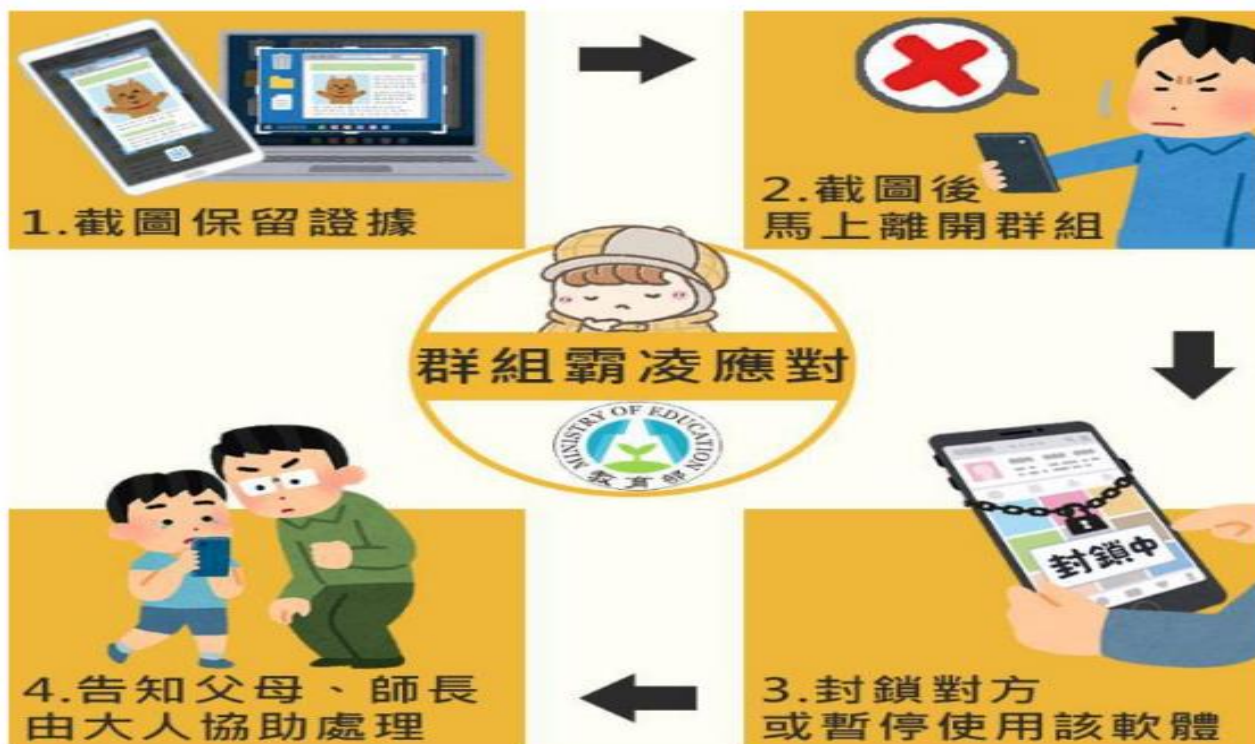 1.截圖保留證據
2.截圖後
馬上離開群組
群組霸凌應對
MINISTRY OF EDUCATION
教育部
封鎖中
3.封鎖對方
或暫停使用該軟體
4.告知父母、師長
由大人協助處理